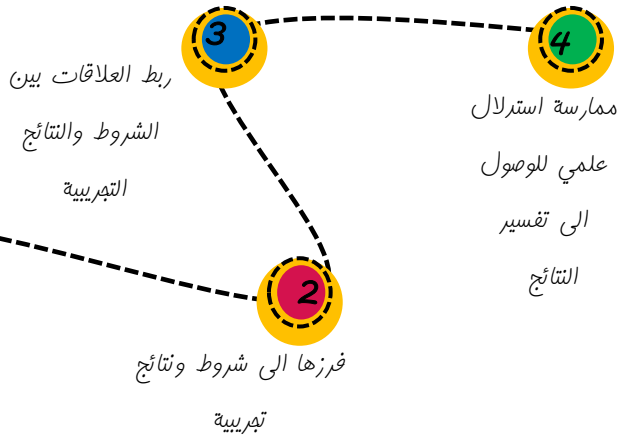 3
ربط العلاقات بين
الشروط والنتائج
التجريبية
4
ممارسة استرلال
علمي للوصول
الى تفسير
النتائج
2
فرزها الى شروط ونتائج
تجريبية